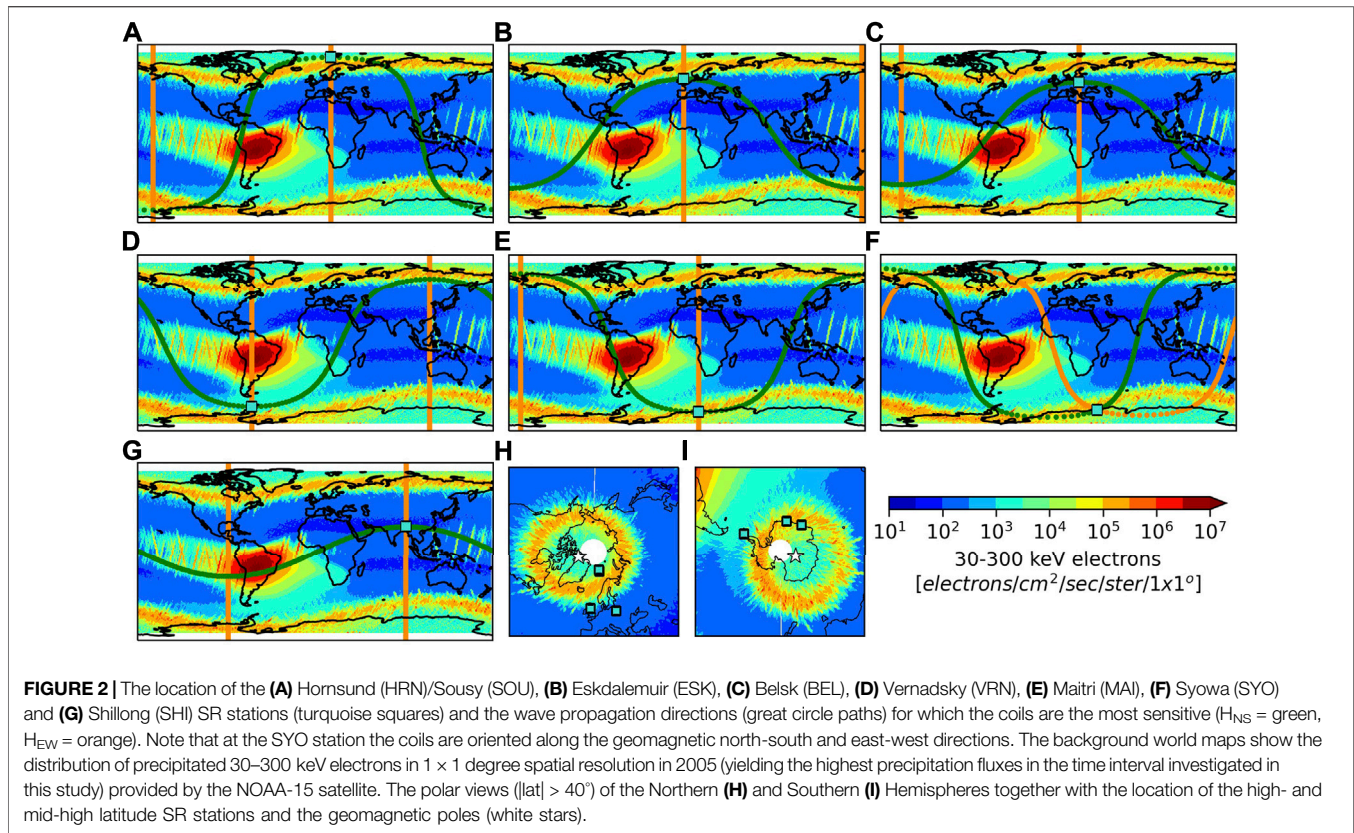 A
B
C
D
E
F
G
H
I
10¹ 10² 10³ 10⁴ 10⁵ 10⁶ 10⁷
30-300 keV electrons
[electrons/cm²/sec/ster/1x1°]
FIGURE 2 | The location of the (A) Hornsund (HRN)/Sousy (SOU), (B) Eskdalemuir (ESK), (C) Belsk (BEL), (D) Vernadsky (VRN), (E) Maitri (MAI), (F) Syowa (SYO)
and (G) Shillong (SHI) SR stations (turquoise squares) and the wave propagation directions (great circle paths) for which the coils are the most sensitive (H_NS = green,
H_EW = orange). Note that at the SYO station the coils are oriented along the geomagnetic north-south and east-west directions. The background world maps show the
distribution of precipitated 30–300 keV electrons in 1 × 1 degree spatial resolution in 2005 (yielding the highest precipitation fluxes in the time interval investigated in
this study) provided by the NOAA-15 satellite. The polar views (|lat| > 40°) of the Northern (H) and Southern (I) Hemispheres together with the location of the high- and
mid-high latitude SR stations and the geomagnetic poles (white stars).